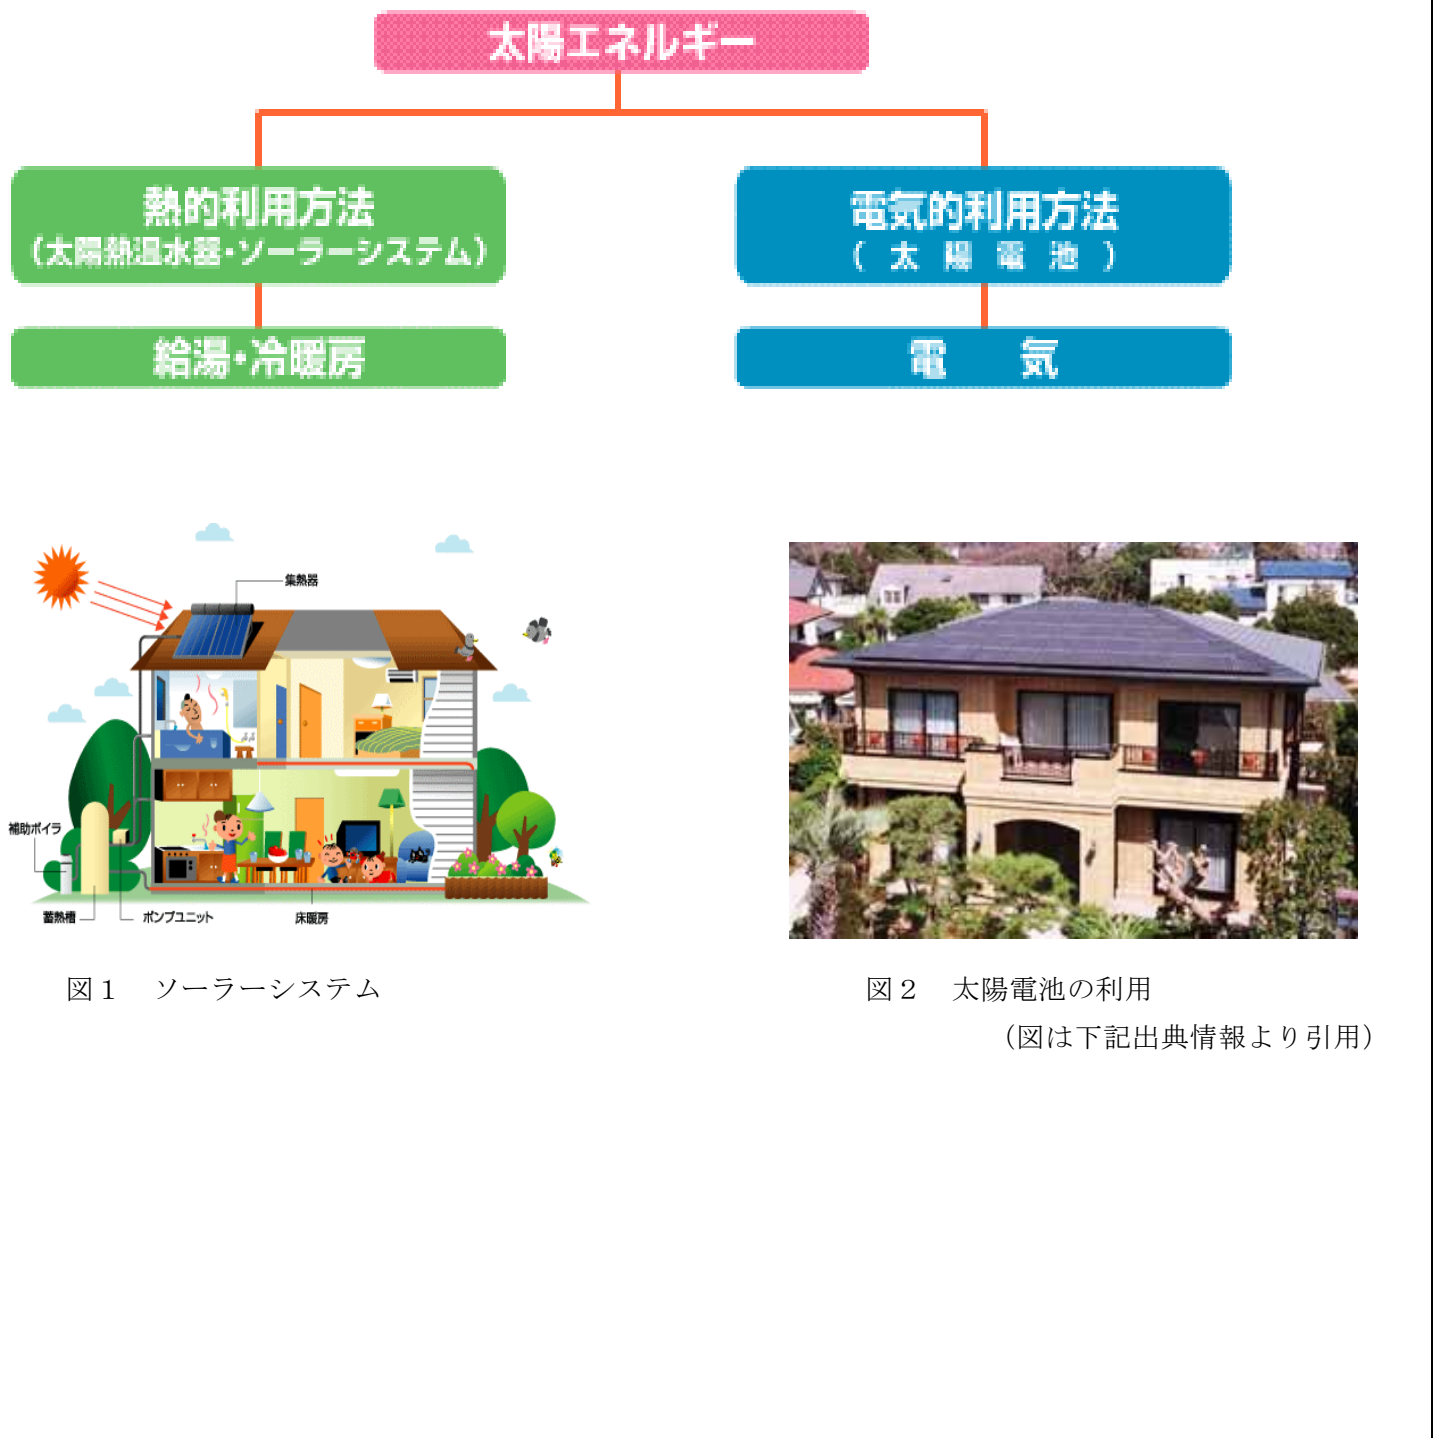 太陽エネルギー
熱的利用方法
（太陽熱温水器・ソーラーシステム）
電気的利用方法
（太陽電池）
給湯・冷暖房
電気
集熱器
補助ボイラ
蓄熱槽
ポンプユニット
床暖房
図１　ソーラーシステム
図２　太陽電池の利用
（図は下記出典情報より引用）